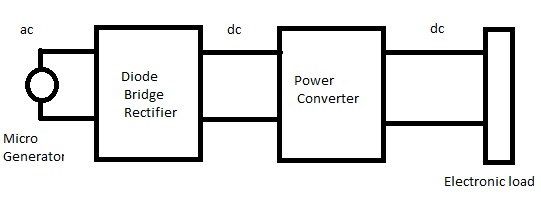 ac
dc
dc
Diode
Bridge
Rectifier
Power
Converter
Micro
Generator
Electronic load